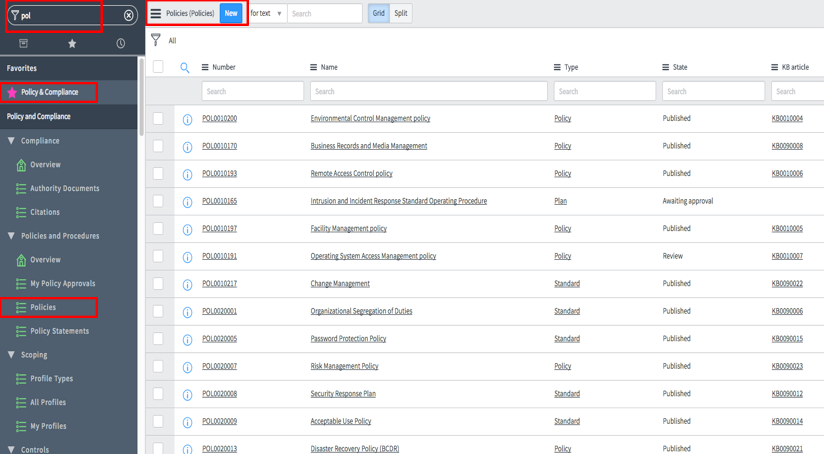 pol
Policies (Policies) New for text Search Grid Split
All
Favorites
Policy & Compliance
Policy and Compliance
Compliance
Overview
Authority Documents
Citations
Policies and Procedures
Overview
My Policy Approvals
Policies
Policy Statements
Scoping
Profile Types
All Profiles
My Profiles
Controls
Number Name Type State KB article
Search Search Search Search Search
POL0010200 Environmental Control Management policy Policy Published KB0010004
POL0010170 Business Records and Media Management Policy Published KB0090008
POL0010193 Remote Access Control policy Policy Published KB0010006
POL0010165 Intrusion and Incident Response Standard Operating Procedure Plan Awaiting approval
POL0010197 Facility Management policy Policy Published KB0010005
POL0010191 Operating System Access Management policy Policy Review KB0010007
POL0010217 Change Management Standard Published KB0090022
POL0020001 Organizational Segregation of Duties Standard Published KB0090006
POL0020005 Password Protection Policy Standard Published KB0090015
POL0020007 Risk Management Policy Policy Published KB0090023
POL0020008 Security Response Plan Standard Published KB0090012
POL0020009 Acceptable Use Policy Standard Published KB0090014
POL0020013 Disaster Recovery Policy (BCDR) Policy Published KB0090021